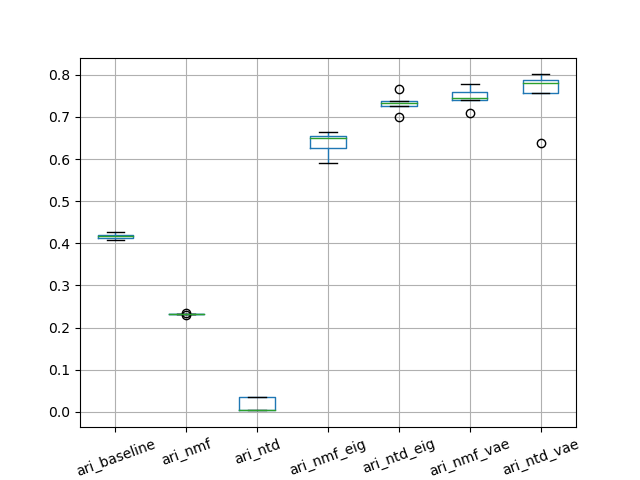 0.8
0.7
0.6
0.5
0.4
0.3
0.2
0.1
0.0
ari_baseline
ari_nmf
ari_ntd
ari_nmf_eig
ari_ntd_eig
ari_nmf_vae
ari_ntd_vae